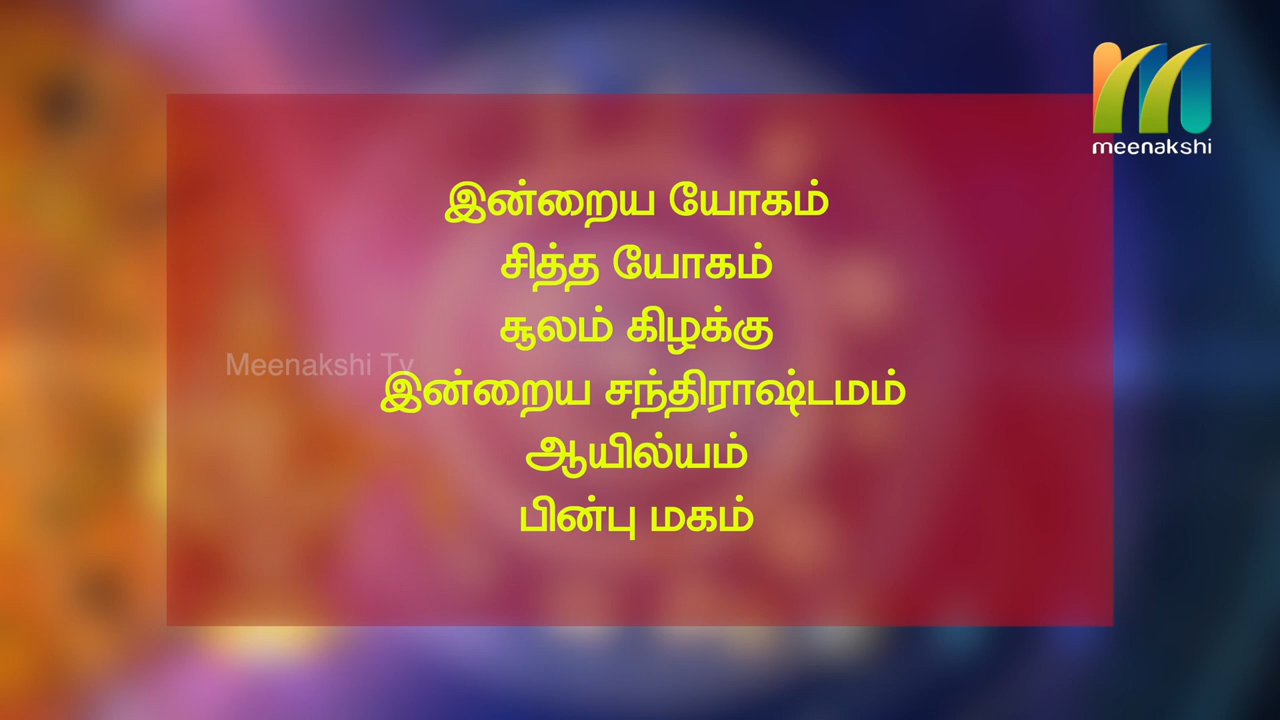 meenakshi
இன்றைய யோகம்
சித்த யோகம்
சூலம் கிழக்கு
Meenakshi Tv
இன்றைய சந்திராஷ்டமம்
ஆயில்யம்
பின்பு மகம்